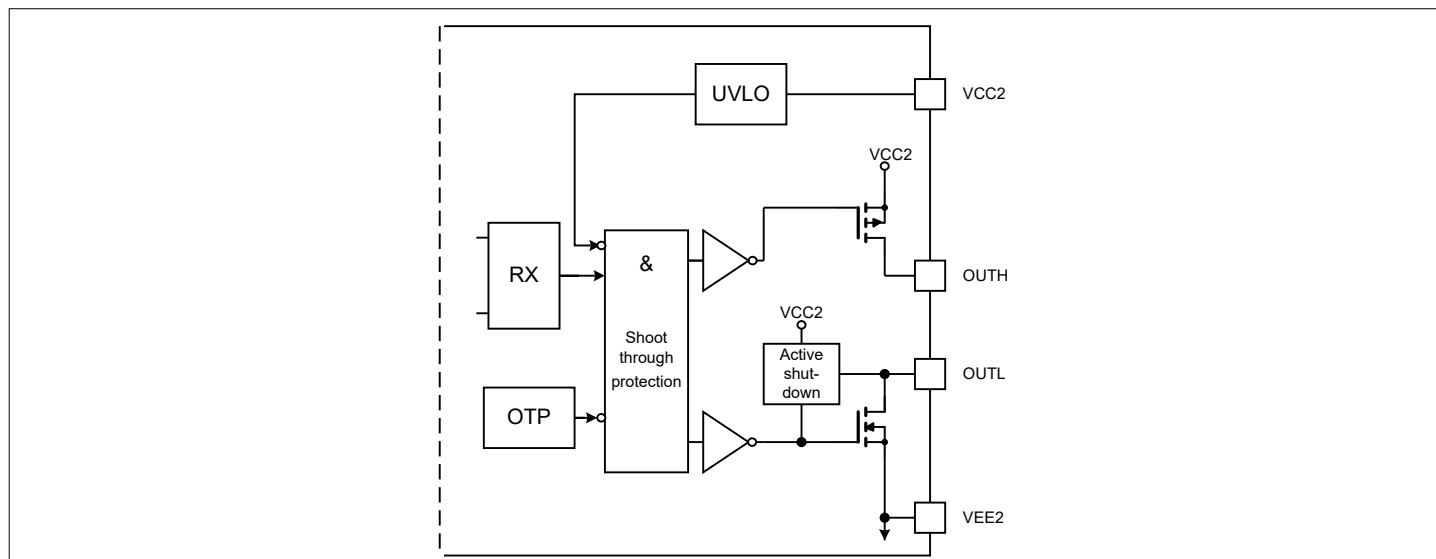 UVLO
VCC2
VCC2
RX
&
OUTH
Shoot
through
protection
VCC2
Active
shut-
down
OUTL
OTP
VEE2